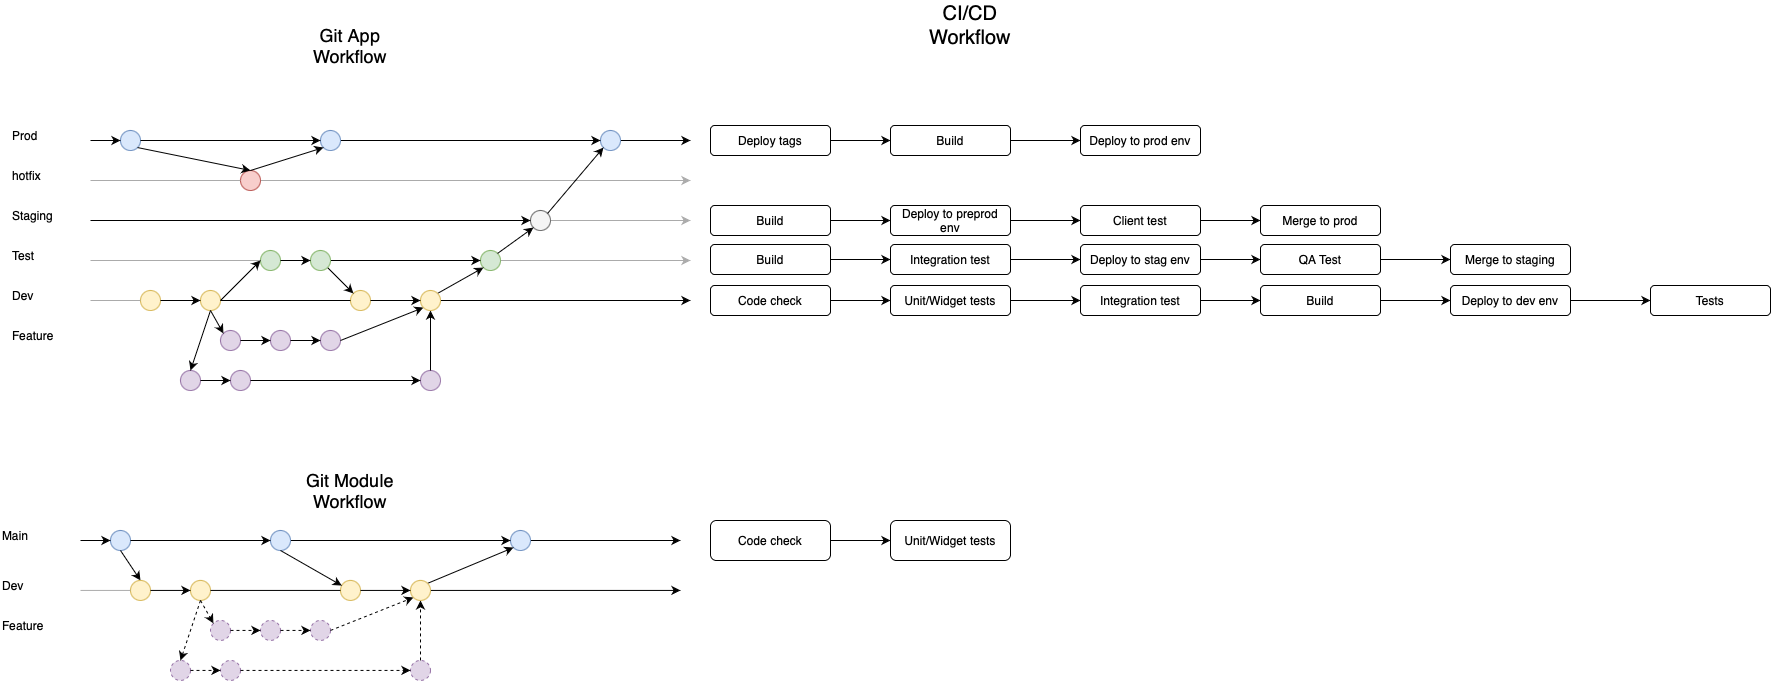 CI/CD
Workflow
Git App
Workflow
Prod
Deploy tags
Build
Deploy to prod env
hotfix
Staging
Build
Deploy to preprod
env
Client test
Merge to prod
Test
Build
Integration test
Deploy to stag env
QA Test
Merge to staging
Dev
Code check
Unit/Widget tests
Integration test
Build
Deploy to dev env
Tests
Feature
Git Module
Workflow
Main
Code check
Unit/Widget tests
Dev
Feature